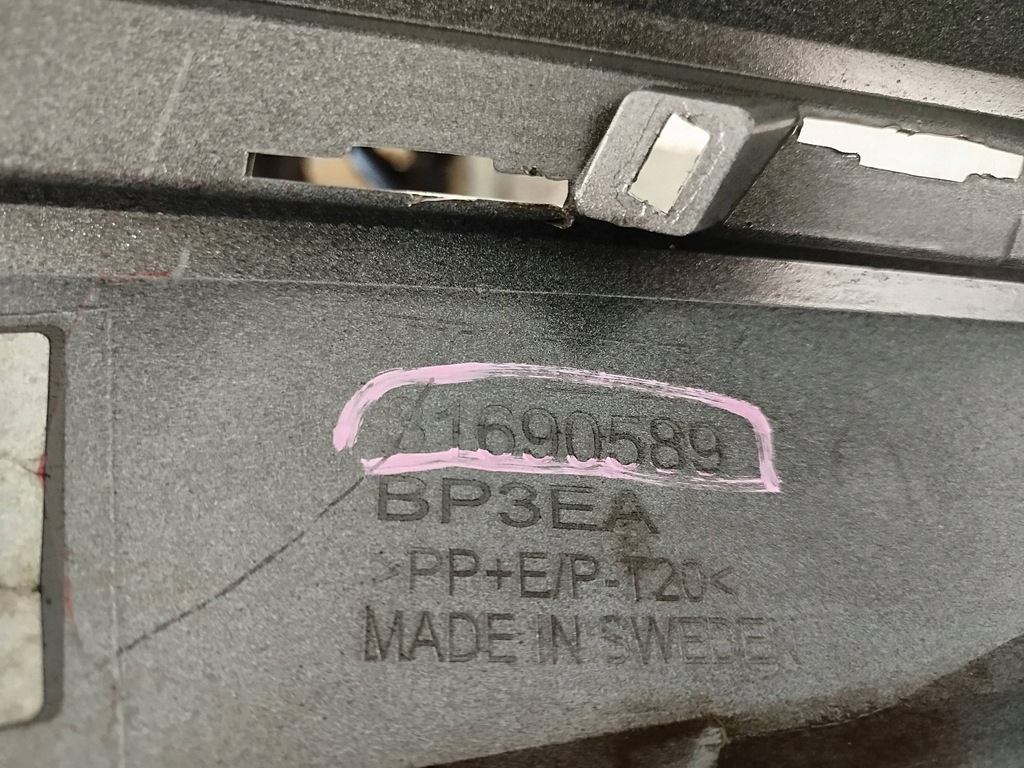 31690589
BP3EA
>PP+E/P-T20<
MADE IN SWEDEN